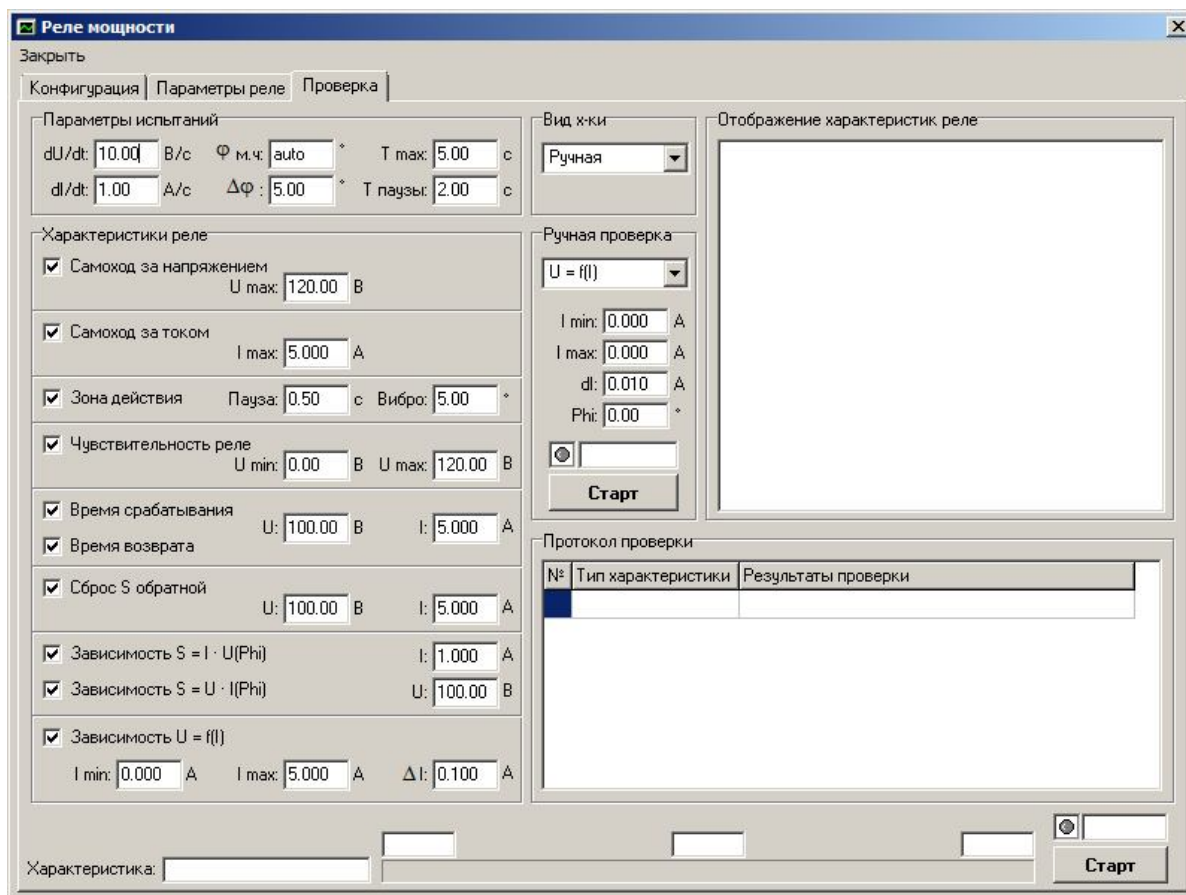 Реле мощности
Закрыть
Конфигурация Параметры реле Проверка
Параметры испытаний
dU/dt: 10.00 В/с φ м.ч: auto ° T max: 5.00 с
dI/dt: 1.00 А/с Δφ : 5.00 ° Т паузы: 2.00 с
Характеристики реле
Самоход за напряжением
U max: 120.00 В
Самоход за током
I max: 5.000 А
Зона действия Пауза: 0.50 с Вибро: 5.00 °
Чувствительность реле
U min: 0.00 В U max: 120.00 В
Время срабатывания
U: 100.00 В I: 5.000 А
Время возврата
Сброс S обратной
U: 100.00 В I: 5.000 А
Зависимость S = I · U(Phi) I: 1.000 А
Зависимость S = U · I(Phi) U: 100.00 В
Зависимость U = f(I)
I min: 0.000 А I max: 5.000 А Δ I: 0.100 А
Вид х-ки
Ручная
Ручная проверка
U = f(I)
I min: 0.000 А
I max: 0.000 А
dI: 0.010 А
Phi: 0.00 °
Старт
Отображение характеристик реле
Протокол проверки
№ Тип характеристики Результаты проверки
Характеристика:
Старт